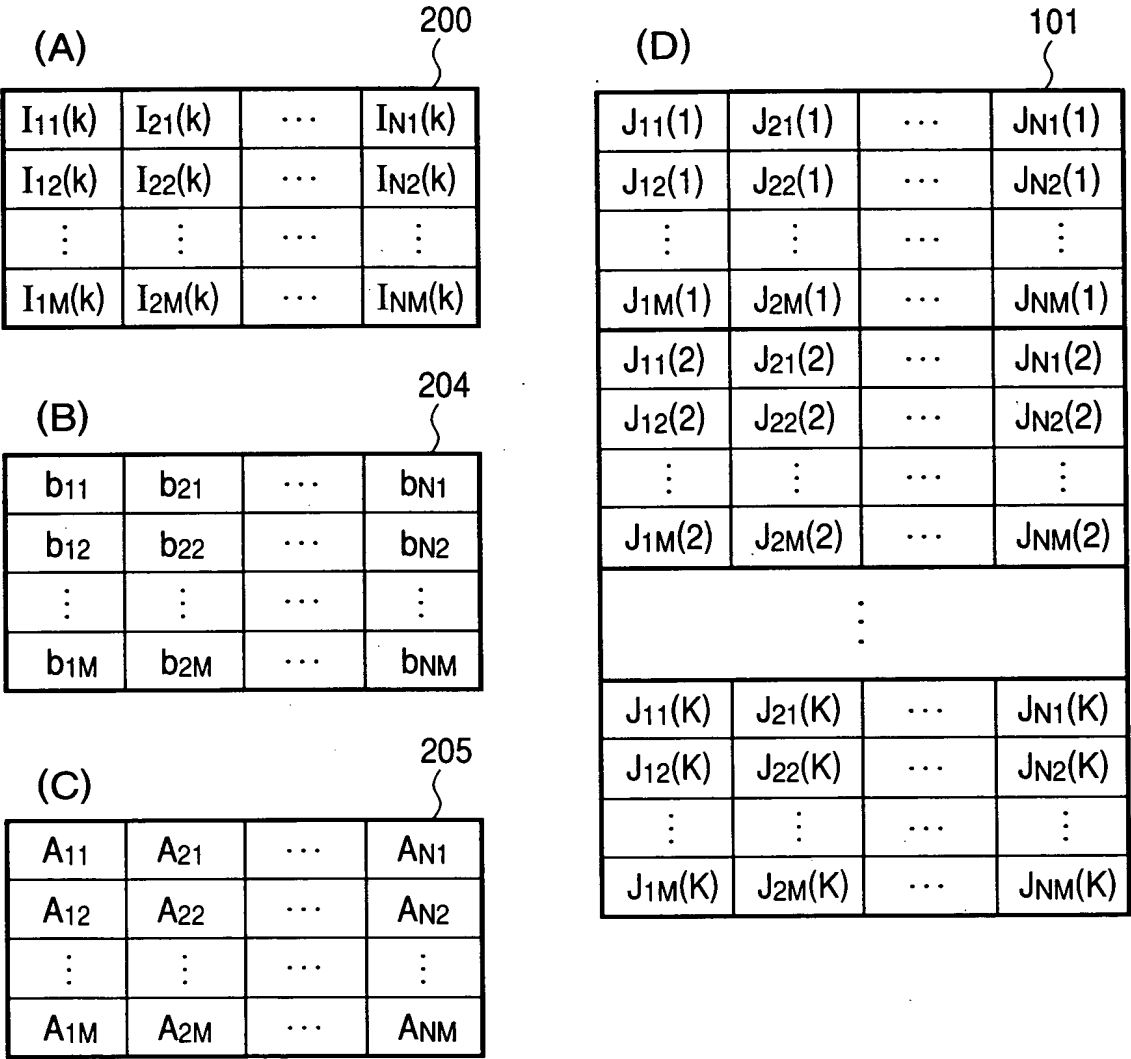 (A)
200
I11(k) I21(k) ... IN1(k)
I12(k) I22(k) ... IN2(k)
⋮ ⋮ ... ⋮
I1M(k) I2M(k) ... INM(k)
(B)
204
b11 b21 ... bN1
b12 b22 ... bN2
⋮ ⋮ ... ⋮
b1M b2M ... bNM
(C)
205
A11 A21 ... AN1
A12 A22 ... AN2
⋮ ⋮ ... ⋮
A1M A2M ... ANM
(D)
101
J11(1) J21(1) ... JN1(1)
J12(1) J22(1) ... JN2(1)
⋮ ⋮ ... ⋮
J1M(1) J2M(1) ... JNM(1)
J11(2) J21(2) ... JN1(2)
J12(2) J22(2) ... JN2(2)
⋮ ⋮ ... ⋮
J1M(2) J2M(2) ... JNM(2)
⋮
J11(K) J21(K) ... JN1(K)
J12(K) J22(K) ... JN2(K)
⋮ ⋮ ... ⋮
J1M(K) J2M(K) ... JNM(K)